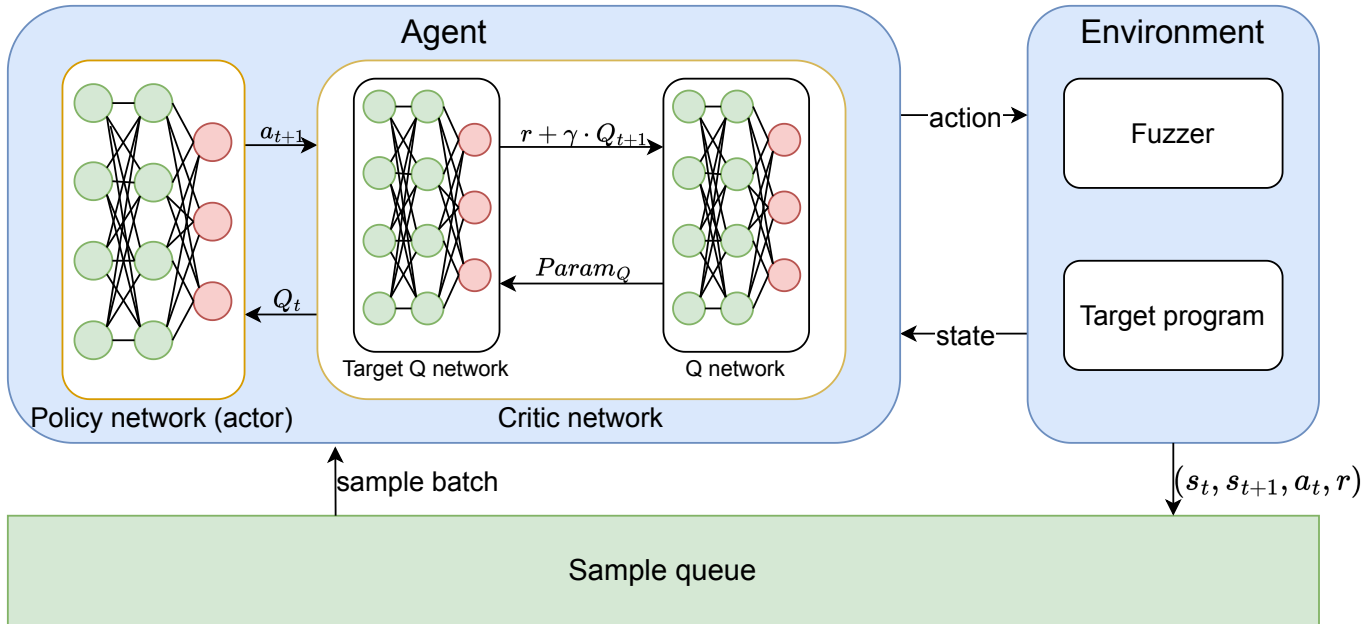 Agent
Environment
a_{t+1}
r + γ · Q_{t+1}
action
Fuzzer
Param_Q
Q_t
state
Target program
Target Q network
Q network
Policy network (actor)
Critic network
sample batch
(s_t, s_{t+1}, a_t, r)
Sample queue